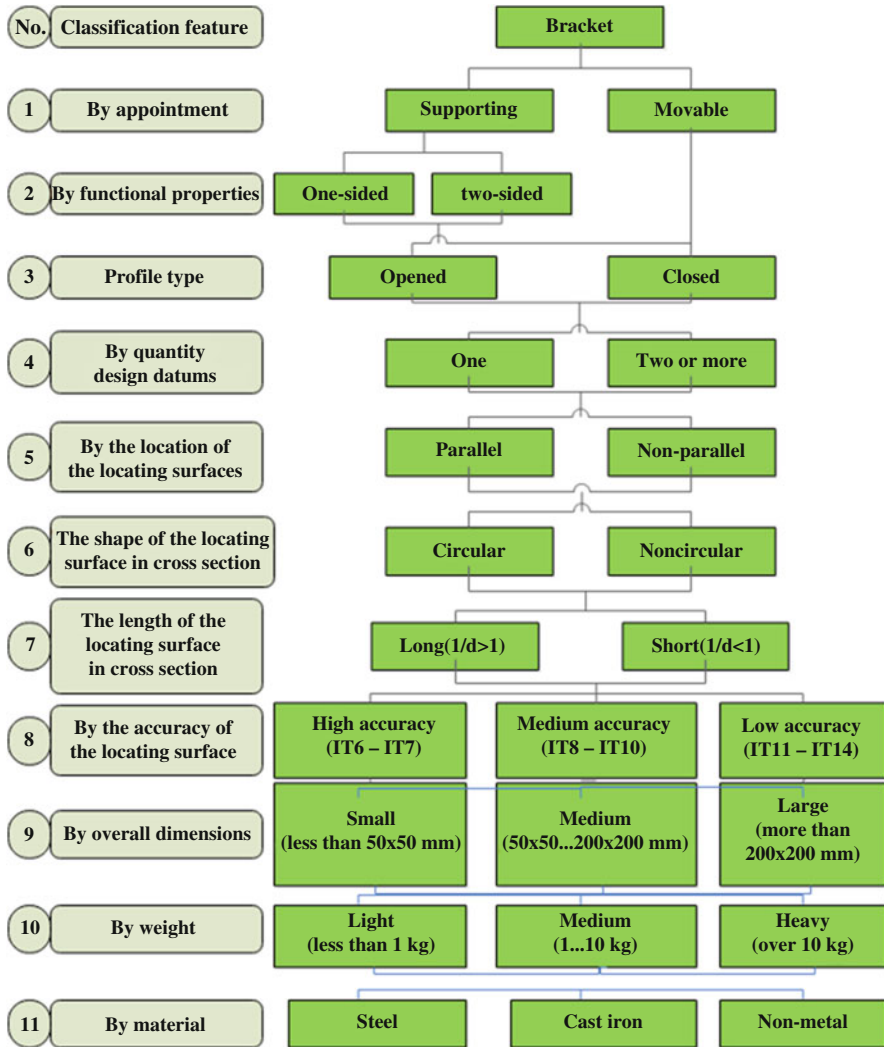 No.
Classification feature
Bracket
1
By appointment
Supporting
Movable
2
By functional properties
One-sided
two-sided
3
Profile type
Opened
Closed
4
By quantity
design datums
One
Two or more
5
By the location of
the locating surfaces
Parallel
Non-parallel
6
The shape of the locating
surface in cross section
Circular
Noncircular
7
The length of the
locating surface
in cross section
Long(1/d>1)
Short(1/d<1)
8
By the accuracy of
the locating surface
High accuracy
(IT6 – IT7)
Medium accuracy
(IT8 – IT10)
Low accuracy
(IT11 – IT14)
9
By overall dimensions
Small
(less than 50x50 mm)
Medium
(50x50...200x200 mm)
Large
(more than
200x200 mm)
10
By weight
Light
(less than 1 kg)
Medium
(1...10 kg)
Heavy
(over 10 kg)
11
By material
Steel
Cast iron
Non-metal